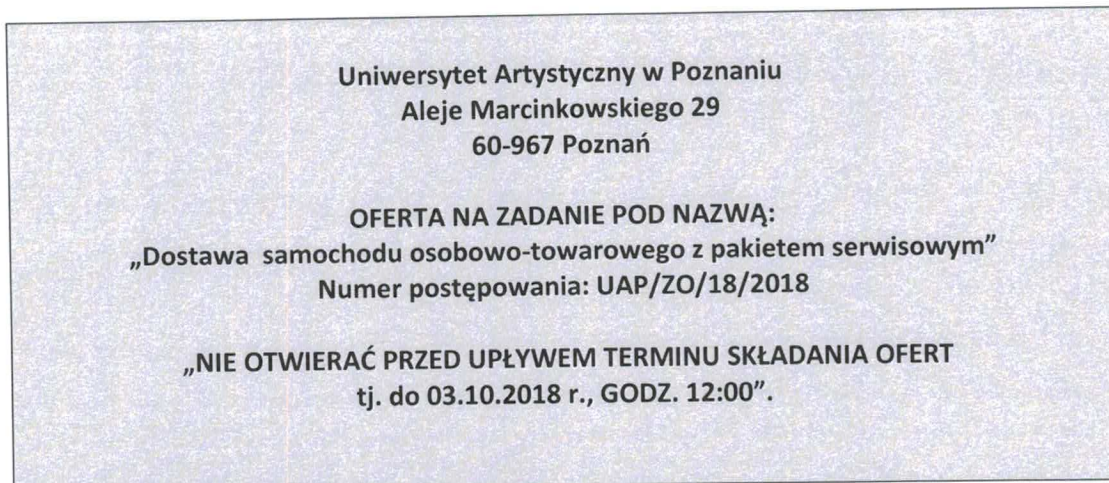 Uniwersytet Artystyczny w Poznaniu
Aleje Marcinkowskiego 29
60-967 Poznań
OFERTA NA ZADANIE POD NAZWĄ:
„Dostawa samochodu osobowo-towarowego z pakietem serwisowym”
Numer postępowania: UAP/ZO/18/2018
„NIE OTWIERAĆ PRZED UPŁYWEM TERMINU SKŁADANIA OFERT
tj. do 03.10.2018 r., GODZ. 12:00”.